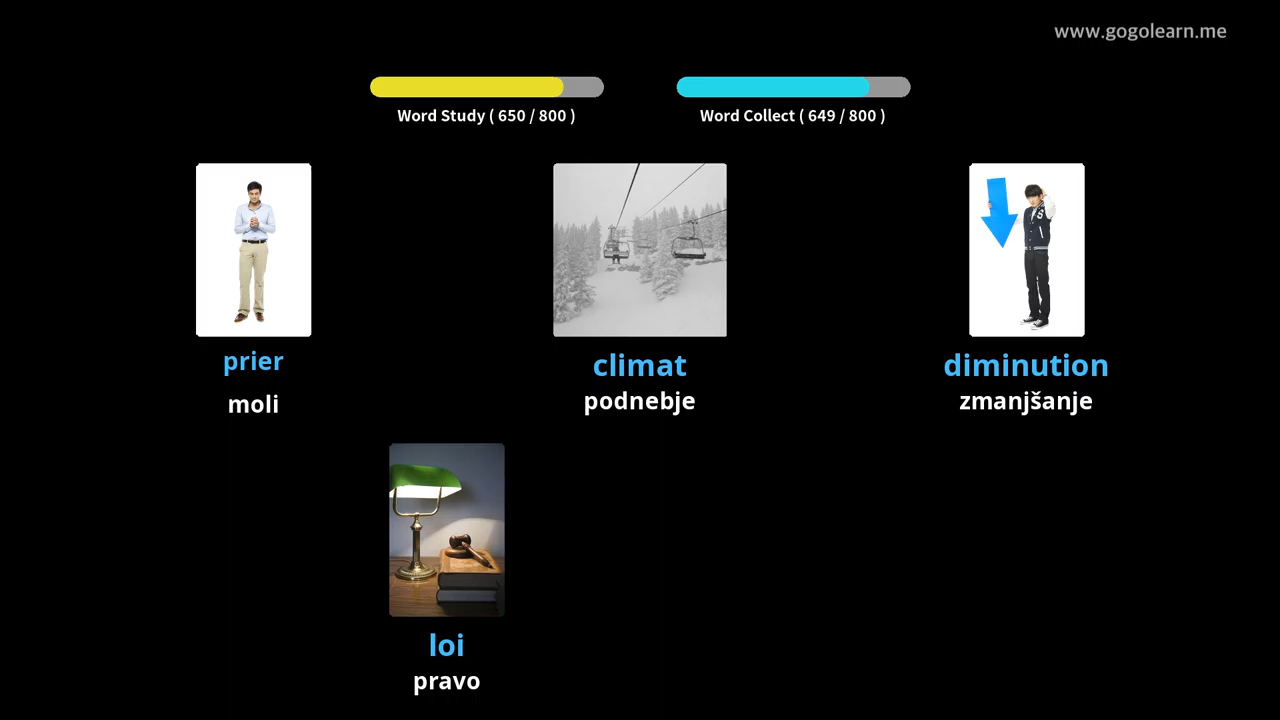 www.gogolearn.me
Word Study ( 650 / 800 )
Word Collect ( 649 / 800 )
prier
moli
climat
podnebje
diminution
zmanjšanje
loi
pravo